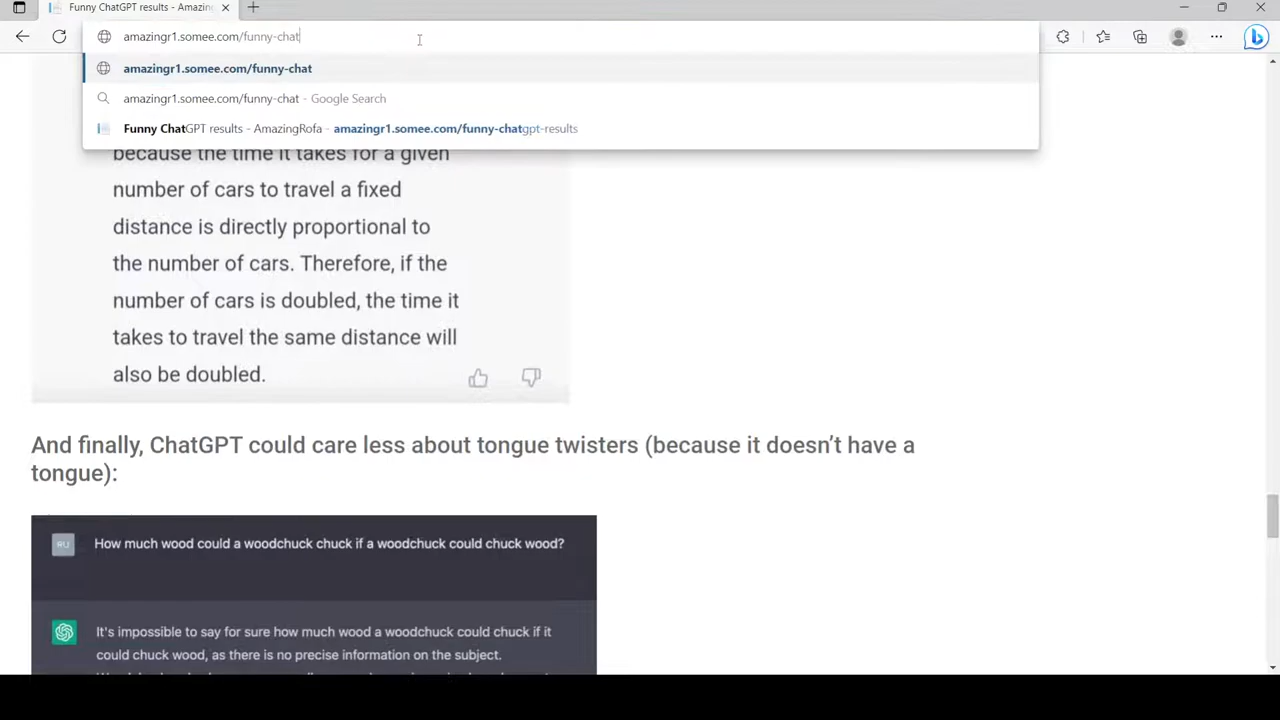 Funny ChatGPT results - Amazing
amazingr1.somee.com/funny-chat
amazingr1.somee.com/funny-chat
amazingr1.somee.com/funny-chat - Google Search
Funny ChatGPT results - AmazingRofa - amazingr1.somee.com/funny-chatgpt-results
because the time it takes for a given
number of cars to travel a fixed
distance is directly proportional to
the number of cars. Therefore, if the
number of cars is doubled, the time it
takes to travel the same distance will
also be doubled.
And finally, ChatGPT could care less about tongue twisters (because it doesn’t have a
tongue):
RU
How much wood could a woodchuck chuck if a woodchuck could chuck wood?
It's impossible to say for sure how much wood a woodchuck could chuck if it
could chuck wood, as there is no precise information on the subject.